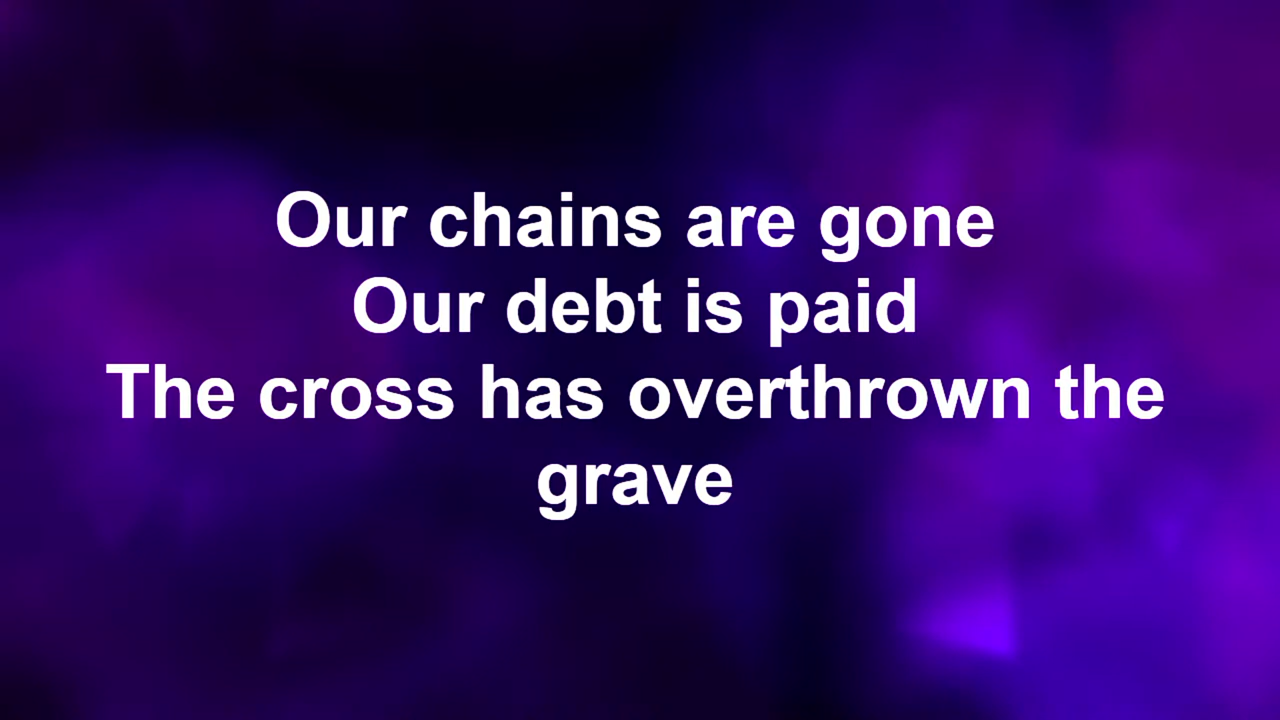 Our chains are gone
Our debt is paid
The cross has overthrown the
grave